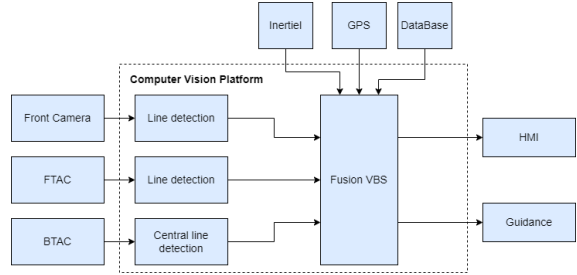 Inertiel
GPS
DataBase
Computer Vision Platform
Front Camera
Line detection
HMI
FTAC
Line detection
Fusion VBS
BTAC
Central line
detection
Guidance